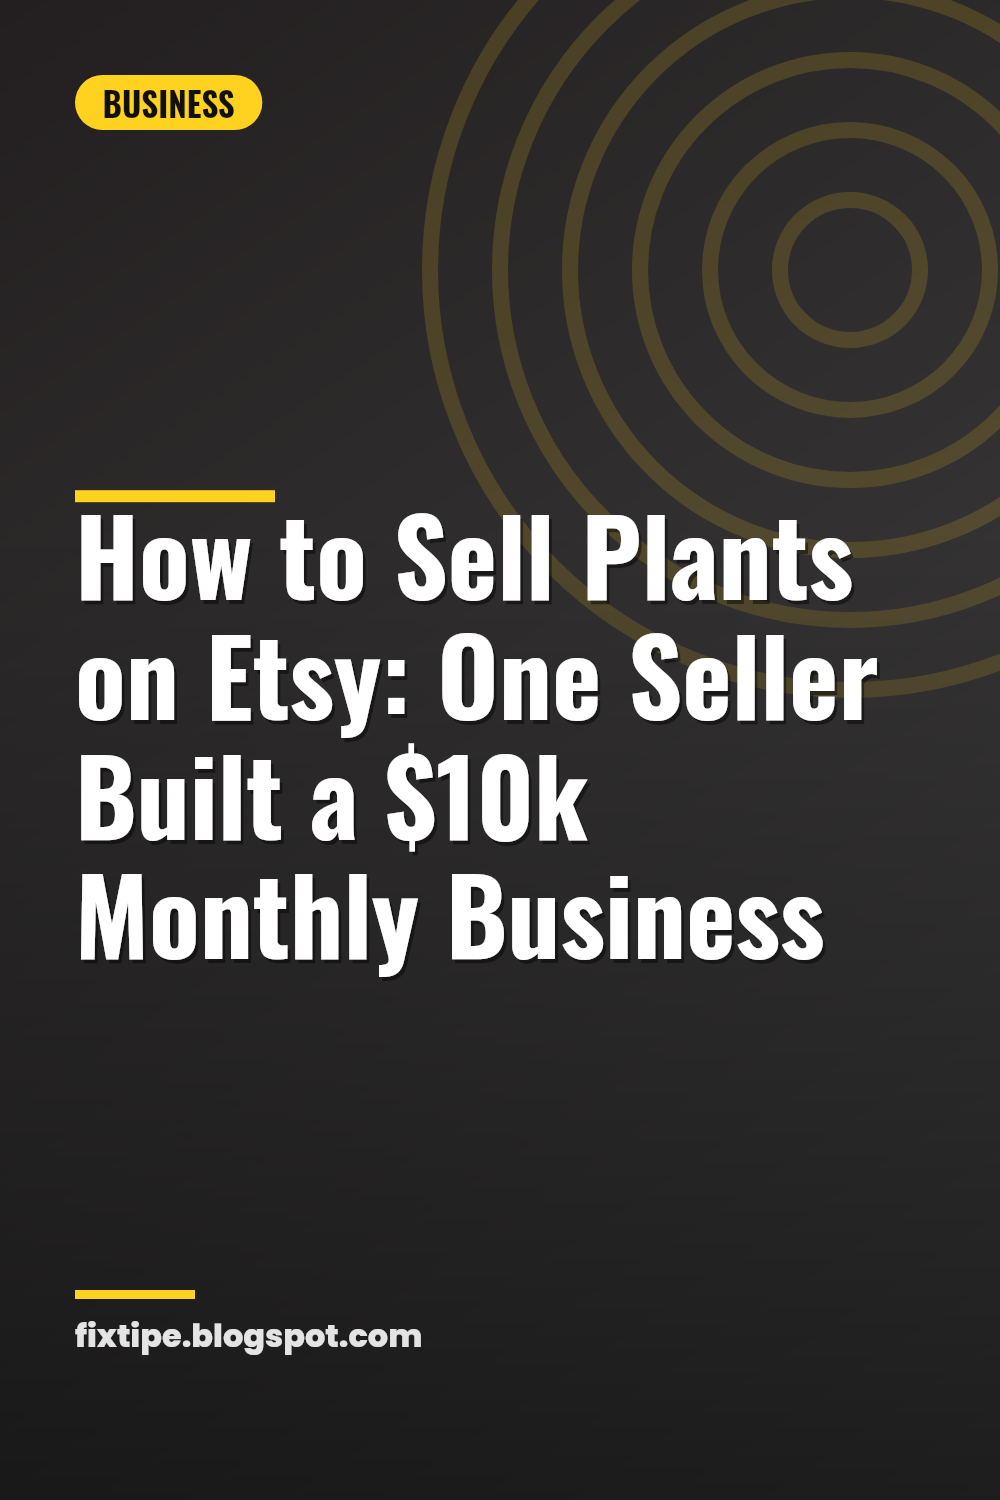 BUSINESS
How to Sell Plants
on Etsy: One Seller
Built a $10k
Monthly Business
fixtipe.blogspot.com